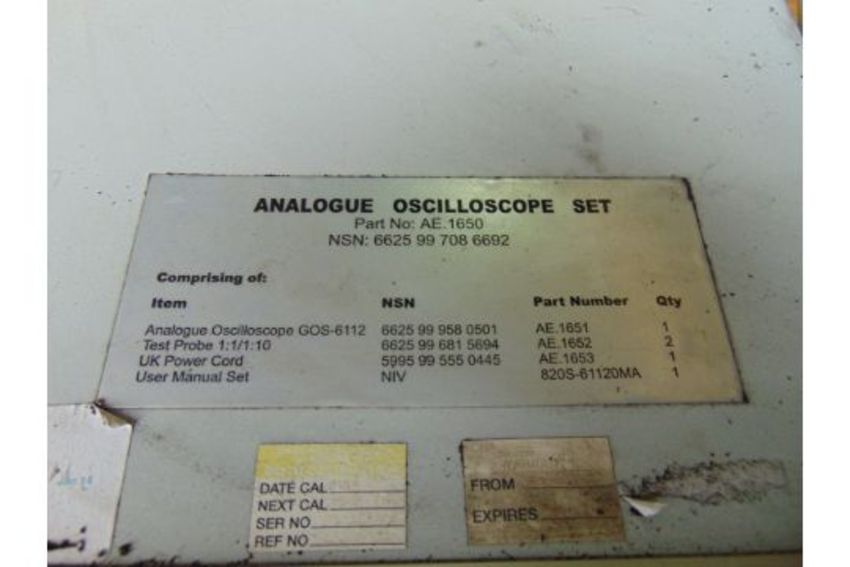 ANALOGUE OSCILLOSCOPE SET
Part No: AE.1650
NSN: 6625 99 708 6692
Comprising of:
Item NSN Part Number Qty
Analogue Oscilloscope GOS-6112 6625 99 958 0501 AE.1651 1
Test Probe 1:1/1:10 6625 99 681 5694 AE.1652 2
UK Power Cord 5995 99 555 0445 AE.1653 1
User Manual Set NIV 820S-61120MA 1
DATE CAL
NEXT CAL
SER NO
REF NO
FROM
EXPIRES